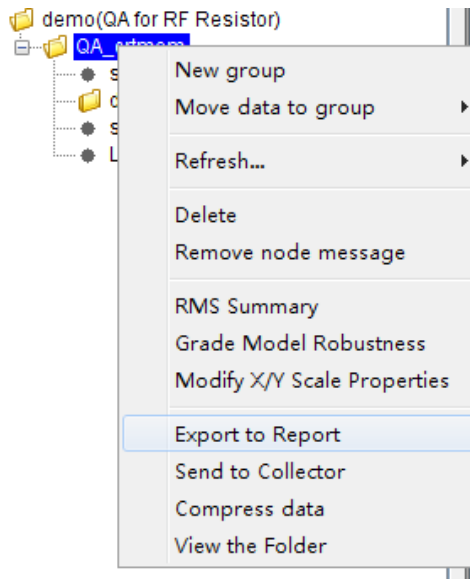 demo(QA for RF Resistor)
New group
Move data to group
Refresh...
Delete
Remove node message
RMS Summary
Grade Model Robustness
Modify X/Y Scale Properties
Export to Report
Send to Collector
Compress data
View the Folder